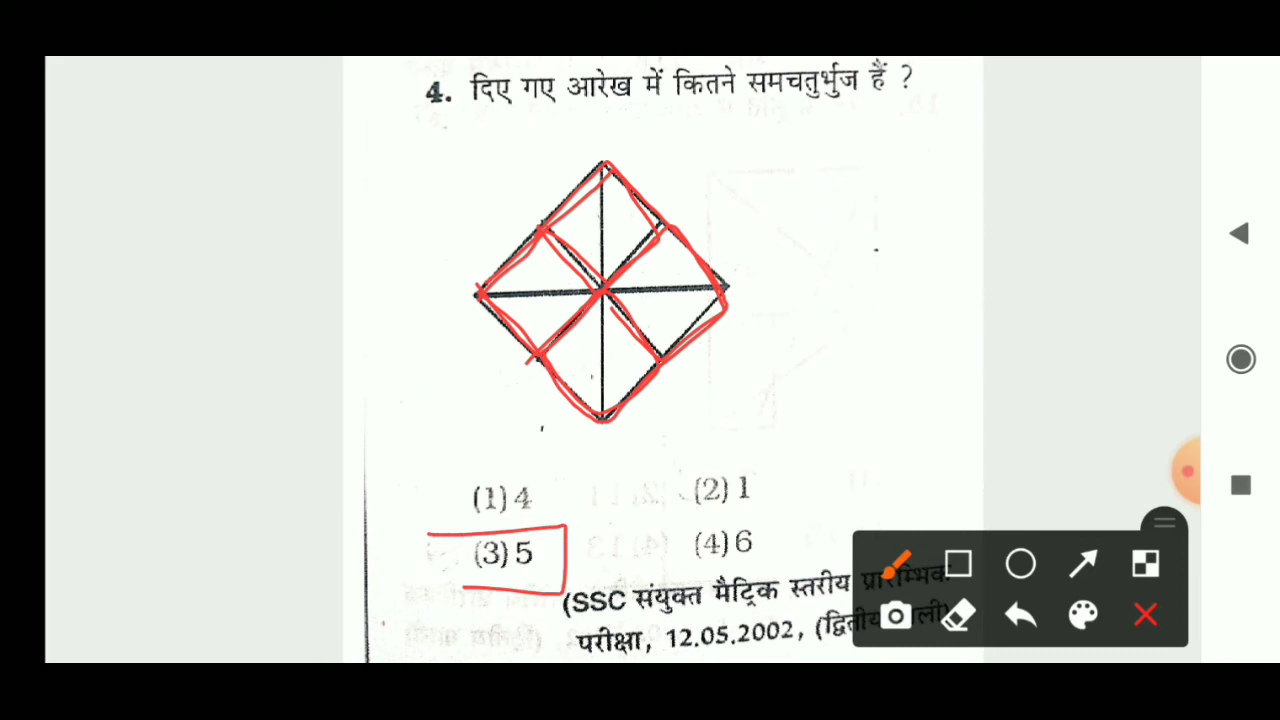 4. दिए गए आरेख में कितने समचतुर्भुज हैं ?
(1) 4 (2) 1
(3) 5 (4) 6
(SSC संयुक्त मैट्रिक स्तरीय प्रारम्भिक
परीक्षा, 12.05.2002, (द्वितीय